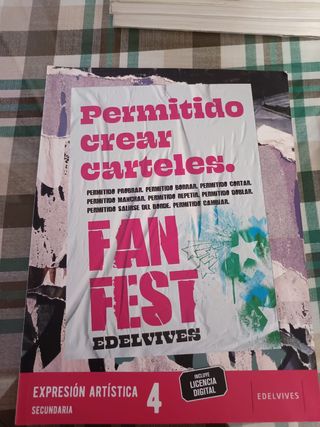 Permitido
crear
carteles.
PERMITIDO PROBAR. PERMITIDO BORRAR. PERMITIDO CORTAR.
PERMITIDO MANCHAR. PERMITIDO REPETIR. PERMITIDO DOBLAR.
PERMITIDO SALIRSE DEL BORDE. PERMITIDO CAMBIAR.
FAN
FEST
EDELVIVES
EXPRESIÓN ARTÍSTICA 4
SECUNDARIA
INCLUYE
LICENCIA
DIGITAL
EDELVIVES